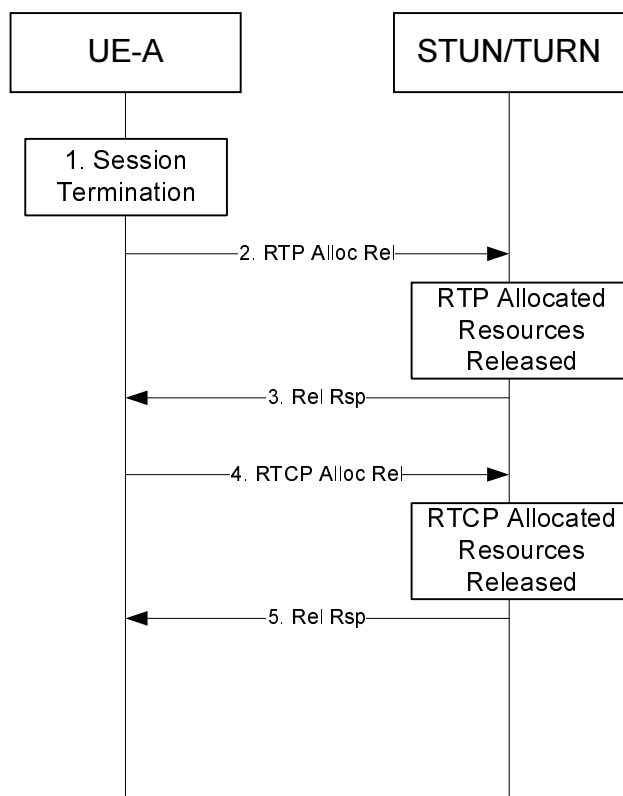 UE-A
STUN/TURN
1. Session
Termination
2. RTP Alloc Rel
RTP Allocated
Resources
Released
3. Rel Rsp
4. RTCP Alloc Rel
RTCP Allocated
Resources
Released
5. Rel Rsp